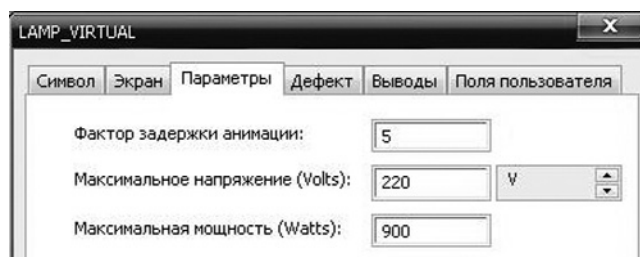 LAMP_VIRTUAL X
Символ Экран Параметры Дефект Выводы Поля пользователя
Фактор задержки анимации: 5
Максимальное напряжение (Volts): 220 V
Максимальная мощность (Watts): 900